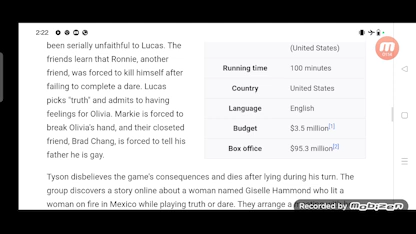 2:22
been serially unfaithful to Lucas. The
friends learn that Ronnie, another
friend, was forced to kill himself after
failing to complete a dare. Lucas
picks "truth" and admits to having
feelings for Olivia. Markie is forced to
break Olivia's hand, and their closeted
friend, Brad Chang, is forced to tell his
father he is gay.
(United States)
Running time 100 minutes
Country United States
Language English
Budget $3.5 million[1]
Box office $95.3 million[2]
Tyson disbelieves the game's consequences and dies after lying during his turn. The
group discovers a story online about a woman named Giselle Hammond who lit a
woman on fire in Mexico while playing truth or dare. They arrange a
Recorded by Mobizen